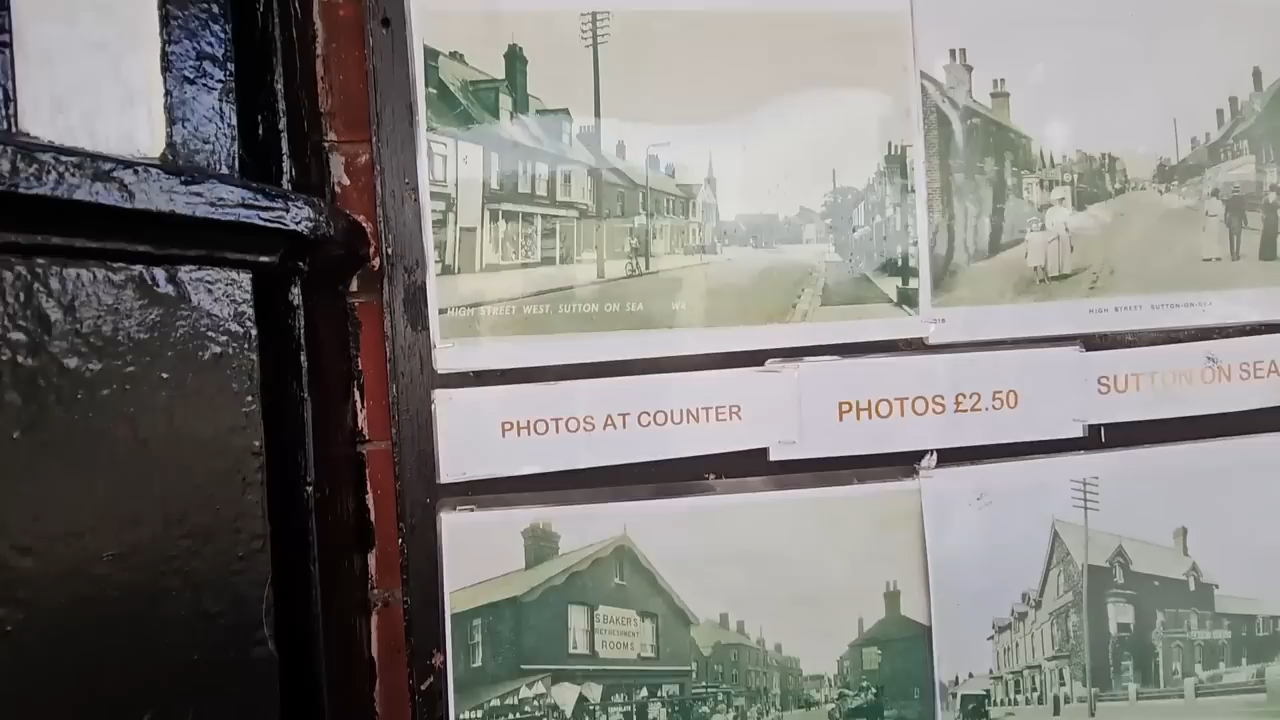 HIGH STREET WEST, SUTTON ON SEA
HIGH STREET SUTTON-ON-SEA
PHOTOS AT COUNTER
PHOTOS £2.50
SUTTON ON SEA
S.BAKER'S
REFRESHMENT
ROOMS